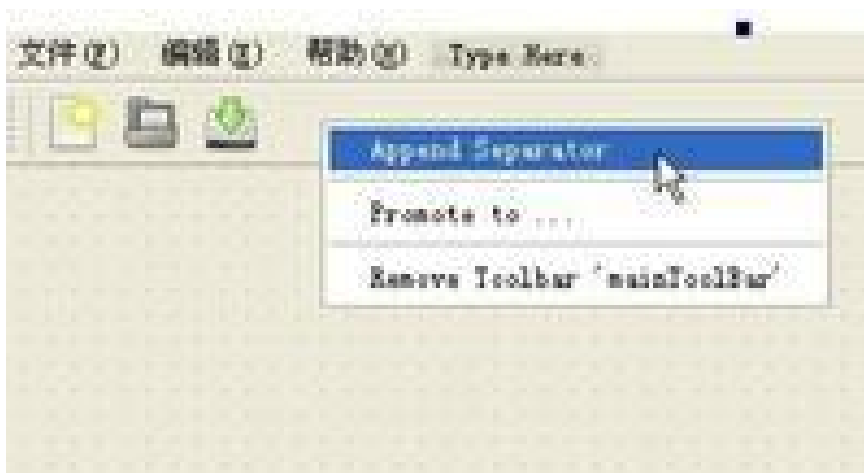 文件(F) 编辑(E) 帮助(H) Type Here
Append Separator
Promote to ...
Remove Toolbar 'mainToolBar'